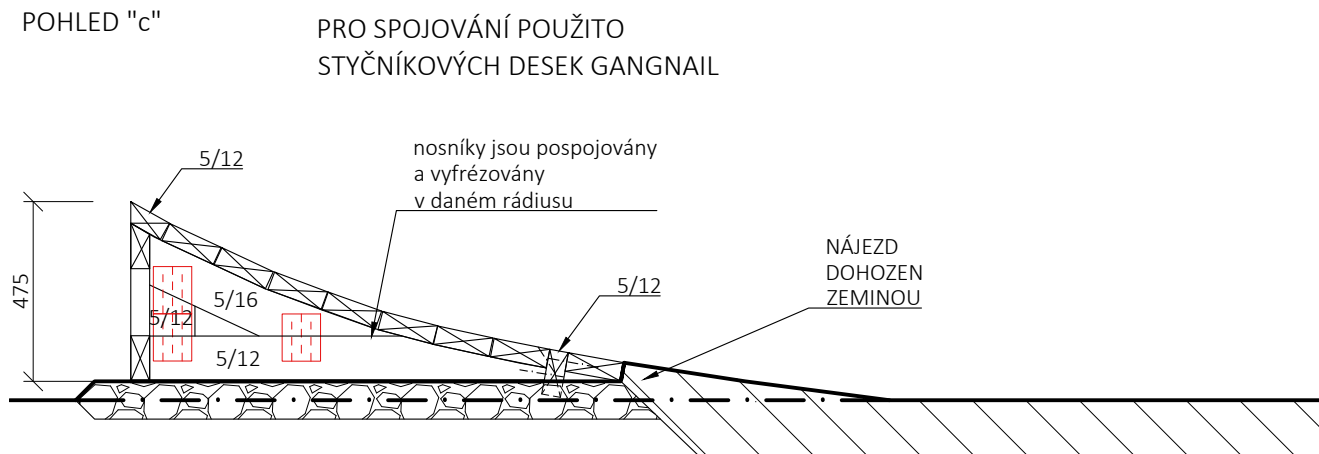 POHLED "c"
PRO SPOJOVÁNÍ POUŽITO
STYČNÍKOVÝCH DESEK GANGNAIL
nosníky jsou pospojovány
a vyfrézovány
v daném rádiusu
5/12
NÁJEZD
DOHOZEN
ZEMINOU
475
5/16
5/12
5/12
5/12